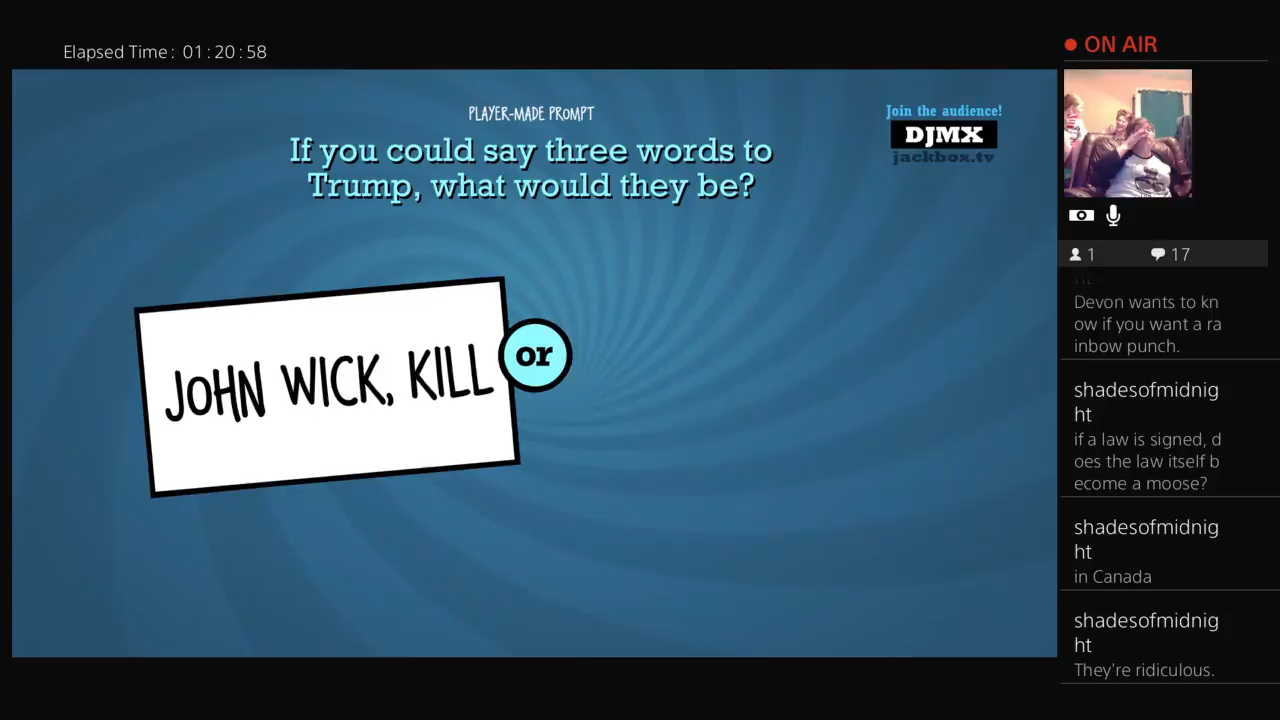 Elapsed Time: 01:20:58
ON AIR
PLAYER-MADE PROMPT
If you could say three words to
Trump, what would they be?
Join the audience!
DJMX
jackbox.tv
JOHN WICK, KILL
or
1
17
Devon wants to kn
ow if you want a ra
inbow punch.
shadesofmidnig
ht
if a law is signed, d
oes the law itself b
ecome a moose?
shadesofmidnig
ht
in Canada
shadesofmidnig
ht
They're ridiculous.